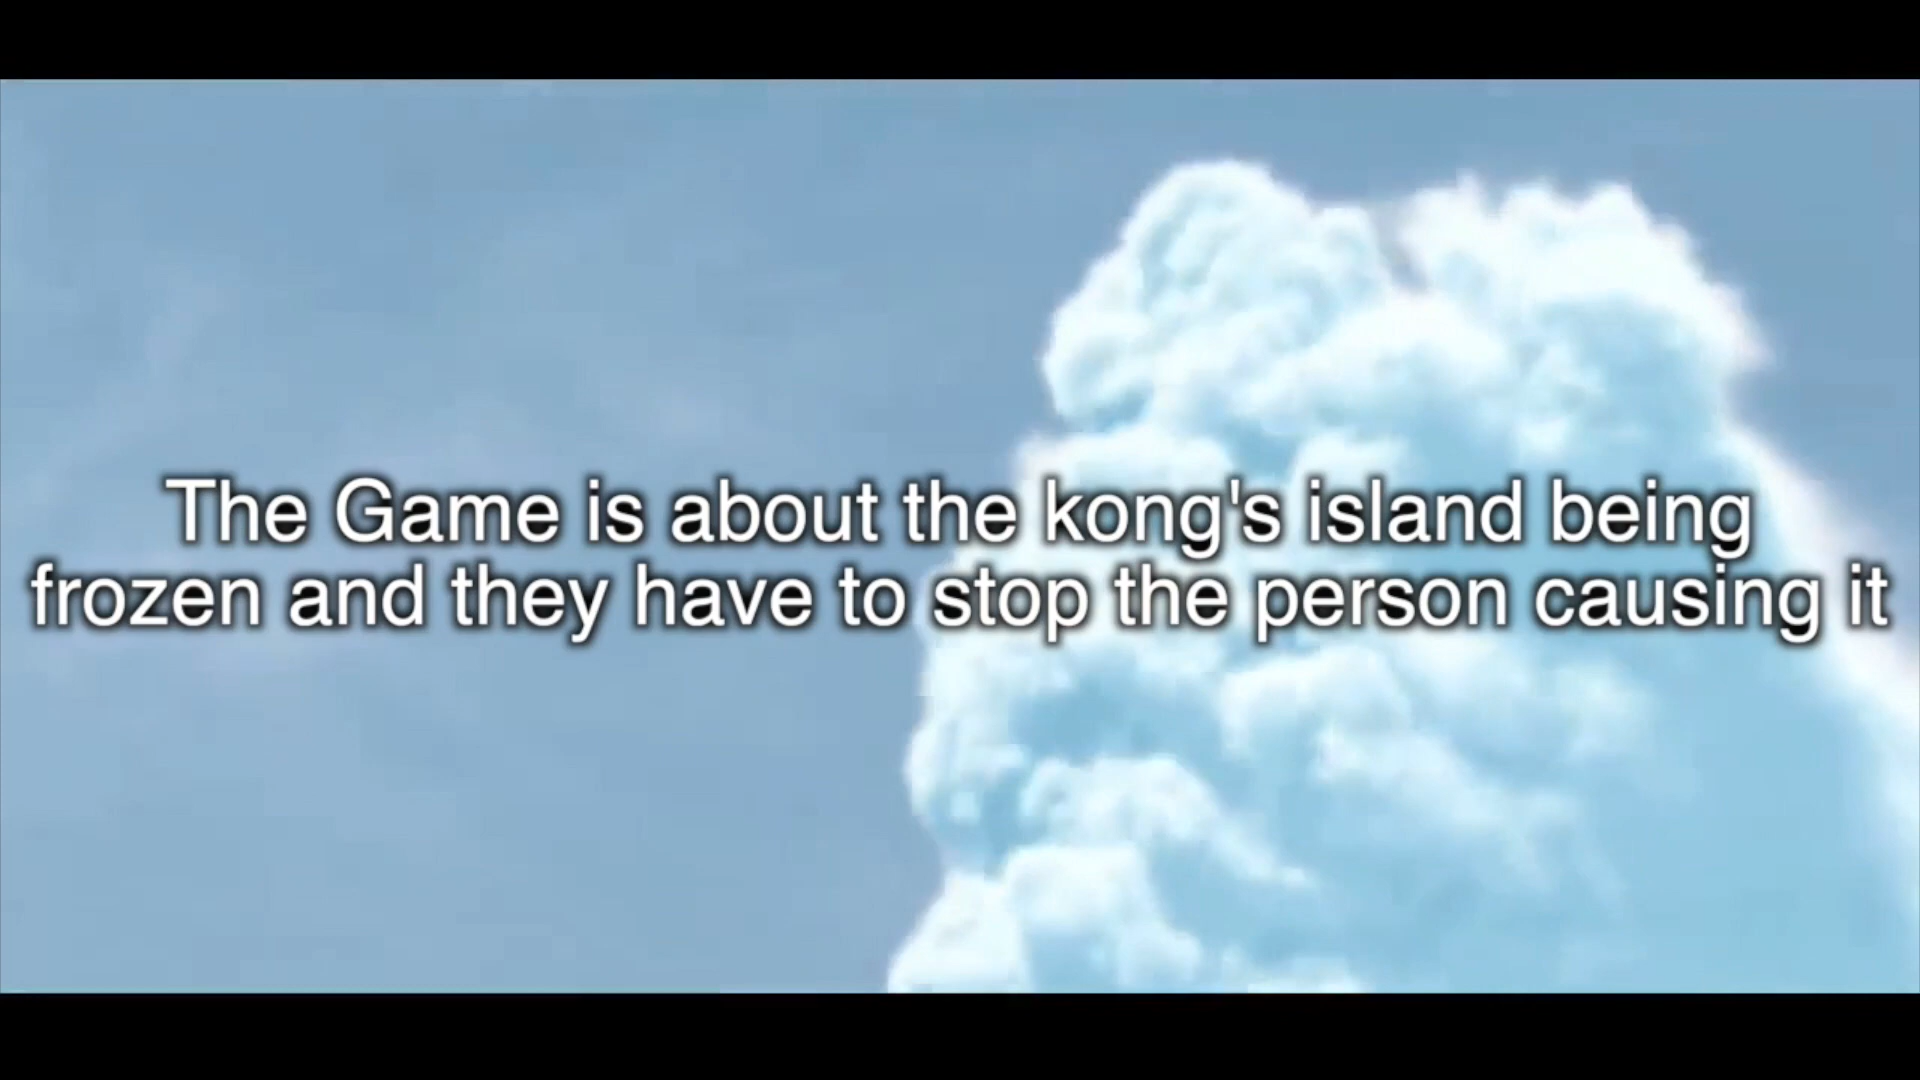 The Game is about the kong's island being
frozen and they have to stop the person causing it